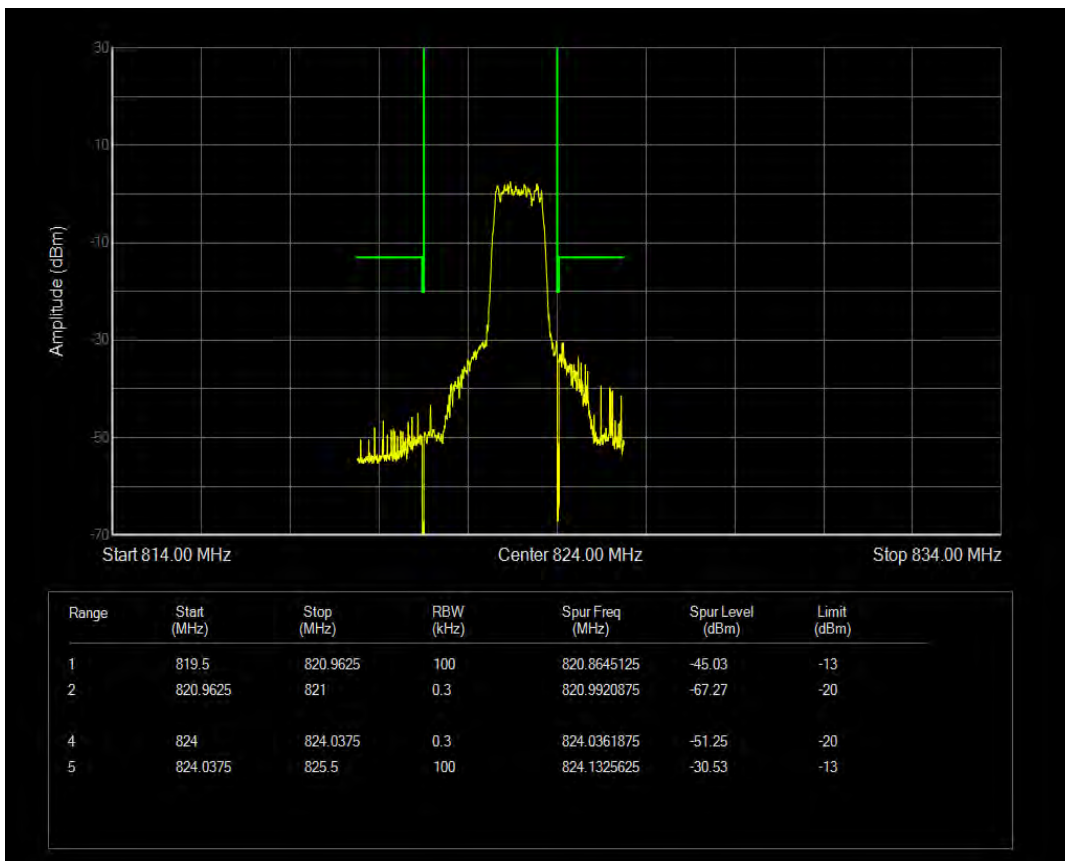 30
10
-10
-30
-50
-70
Amplitude (dBm)
Start 814.00 MHz Center 824.00 MHz Stop 834.00 MHz
Range Start (MHz) Stop (MHz) RBW (kHz) Spur Freq (MHz) Spur Level (dBm) Limit (dBm)
1 819.5 820.9625 100 820.8645125 -45.03 -13
2 820.9625 821 0.3 820.9920875 -67.27 -20
4 824 824.0375 0.3 824.0361875 -51.25 -20
5 824.0375 825.5 100 824.1325625 -30.53 -13